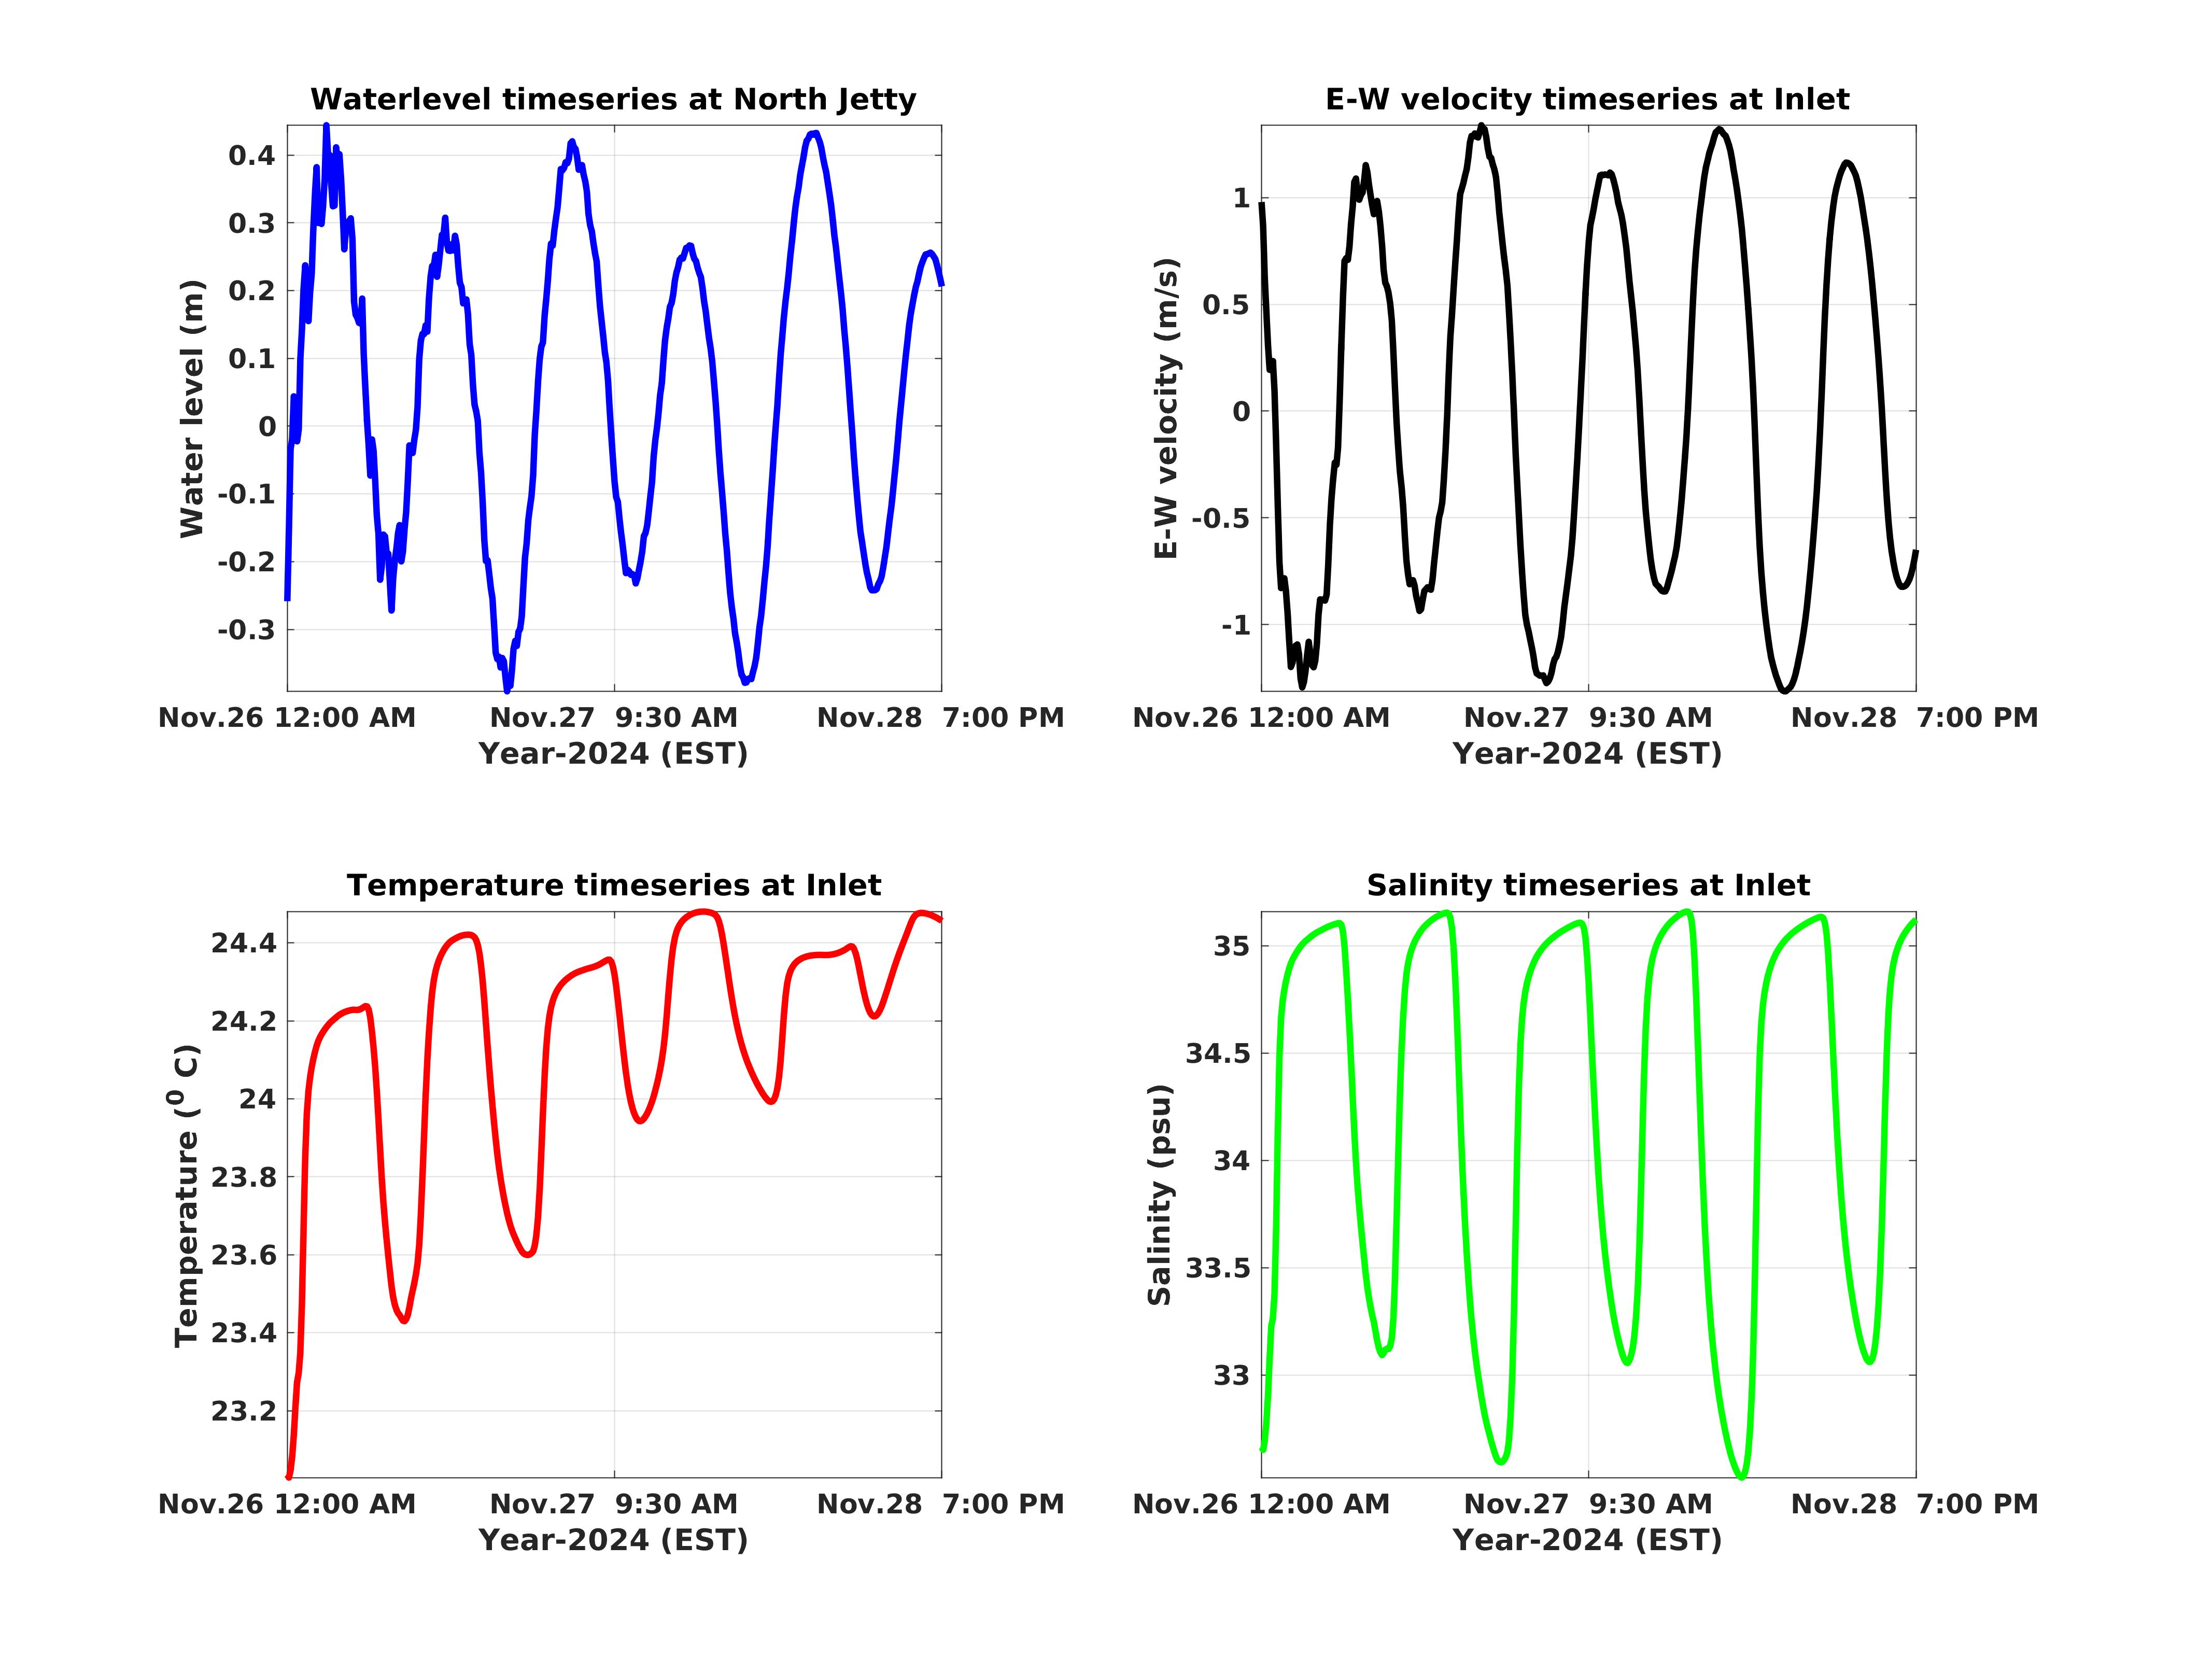 Waterlevel timeseries at North Jetty
Water level (m)
0.4
0.3
0.2
0.1
0
-0.1
-0.2
-0.3
Nov.26 12:00 AM
Nov.27 9:30 AM
Nov.28 7:00 PM
Year-2024 (EST)
E-W velocity timeseries at Inlet
E-W velocity (m/s)
1
0.5
0
-0.5
-1
Nov.26 12:00 AM
Nov.27 9:30 AM
Nov.28 7:00 PM
Year-2024 (EST)
Temperature timeseries at Inlet
Temperature (⁰ C)
24.4
24.2
24
23.8
23.6
23.4
23.2
Nov.26 12:00 AM
Nov.27 9:30 AM
Nov.28 7:00 PM
Year-2024 (EST)
Salinity timeseries at Inlet
Salinity (psu)
35
34.5
34
33.5
33
Nov.26 12:00 AM
Nov.27 9:30 AM
Nov.28 7:00 PM
Year-2024 (EST)